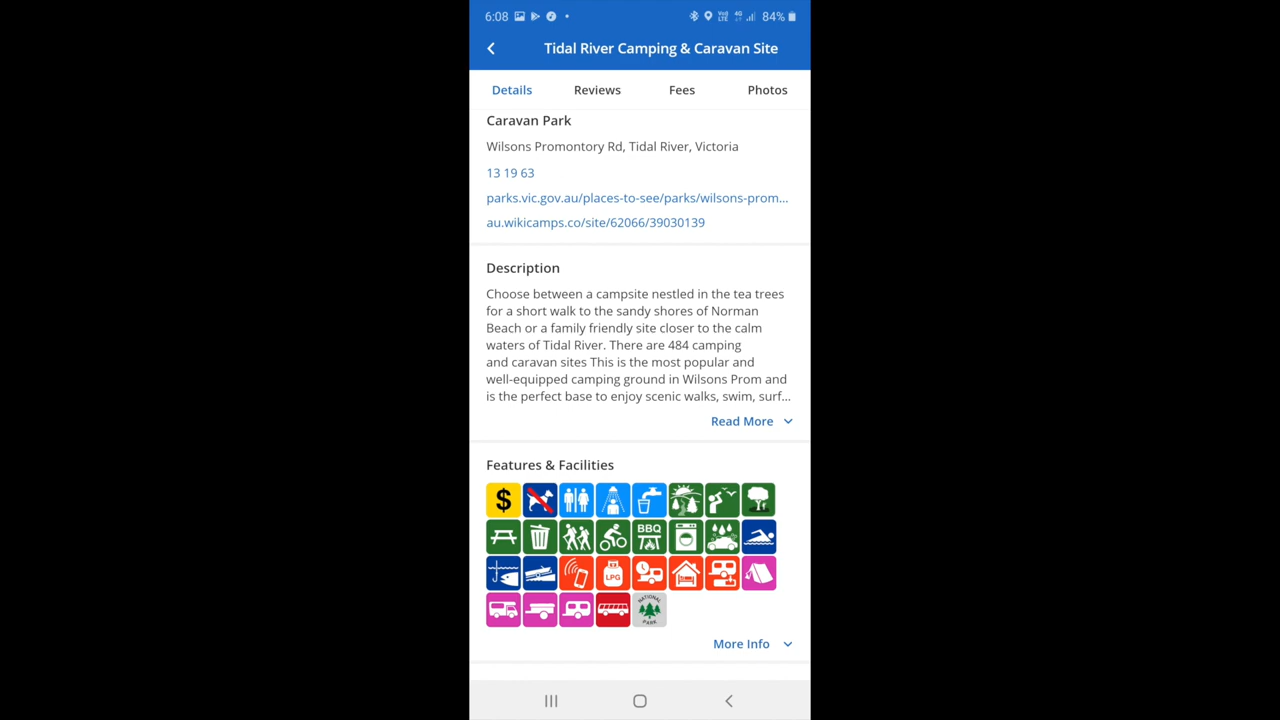 6:08
84%
Tidal River Camping & Caravan Site
Details Reviews Fees Photos
Caravan Park
Wilsons Promontory Rd, Tidal River, Victoria
13 19 63
parks.vic.gov.au/places-to-see/parks/wilsons-prom...
au.wikicamps.co/site/62066/39030139
Description
Choose between a campsite nestled in the tea trees
for a short walk to the sandy shores of Norman
Beach or a family friendly site closer to the calm
waters of Tidal River. There are 484 camping
and caravan sites This is the most popular and
well-equipped camping ground in Wilsons Prom and
is the perfect base to enjoy scenic walks, swim, surf...
Read More
Features & Facilities
$
BBQ
LPG
NATIONAL PARK
More Info